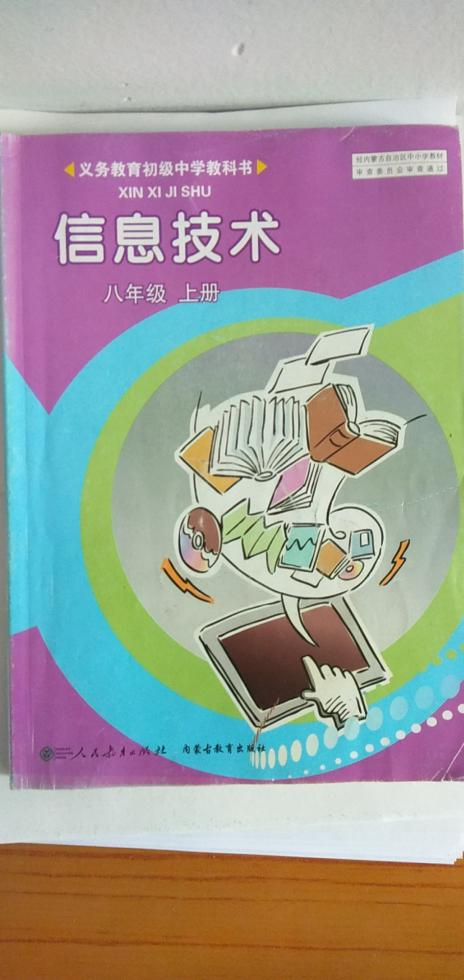 义务教育初级中学教科书
经内蒙古自治区中小学教材
审查委员会审查通过
XIN XI JI SHU
信息技术
八年级 上册
人民教育出版社 内蒙古教育出版社